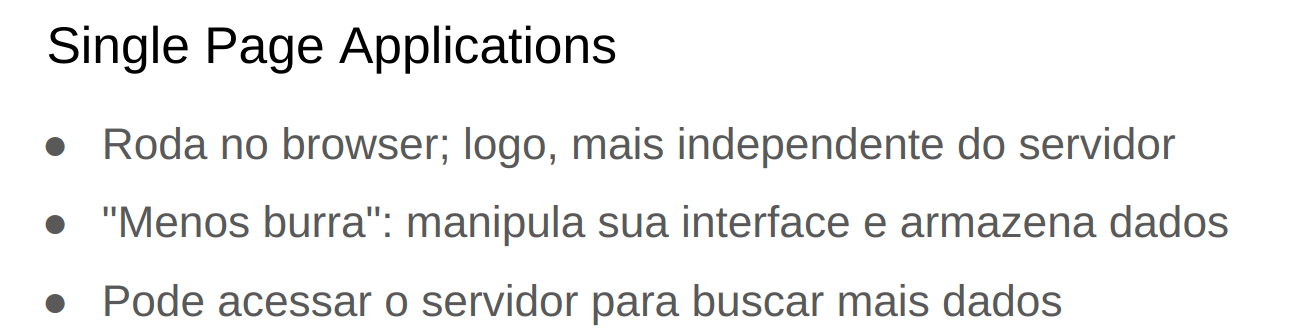 Single Page Applications
● Roda no browser; logo, mais independente do servidor
● "Menos burra": manipula sua interface e armazena dados
● Pode acessar o servidor para buscar mais dados